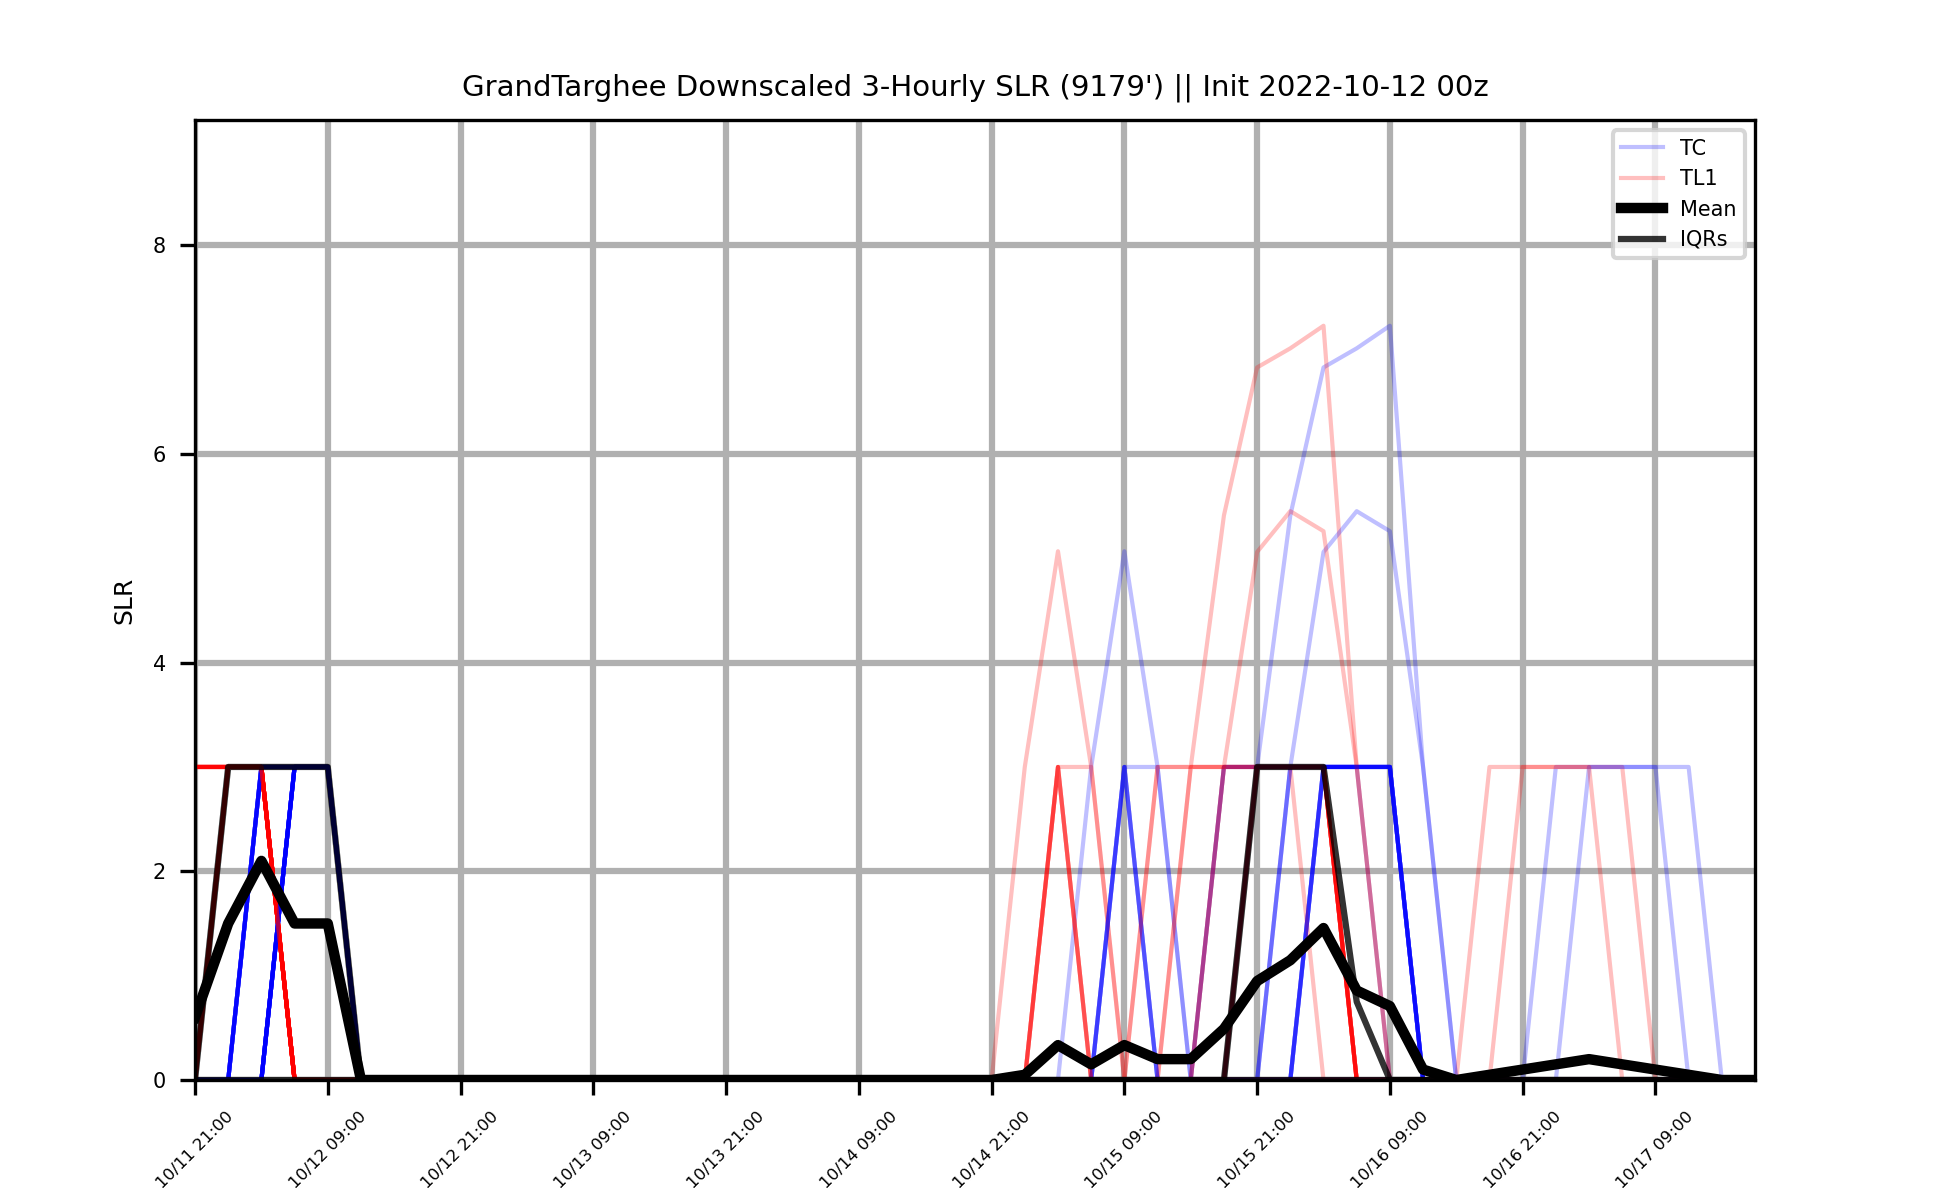 GrandTarghee Downscaled 3-Hourly SLR (9179') || Init 2022-10-12 00z
TC
TL1
Mean
IQRs
8
6
4
2
0
SLR
10/11 21:00
10/12 09:00
10/12 21:00
10/13 09:00
10/13 21:00
10/14 09:00
10/14 21:00
10/15 09:00
10/15 21:00
10/16 09:00
10/16 21:00
10/17 09:00